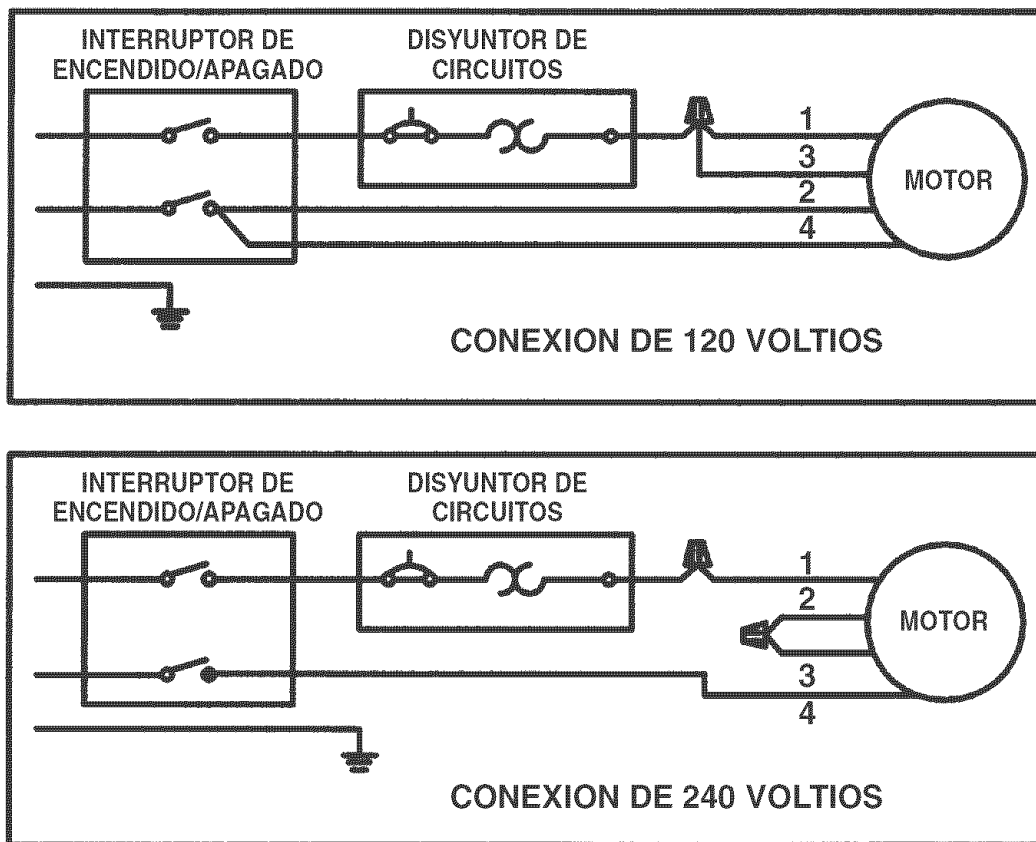 INTERRUPTOR DE
ENCENDIDO/APAGADO
DISYUNTOR DE
CIRCUITOS
1
3
2
4
MOTOR
CONEXION DE 120 VOLTIOS
INTERRUPTOR DE
ENCENDIDO/APAGADO
DISYUNTOR DE
CIRCUITOS
1
2
3
4
MOTOR
CONEXION DE 240 VOLTIOS